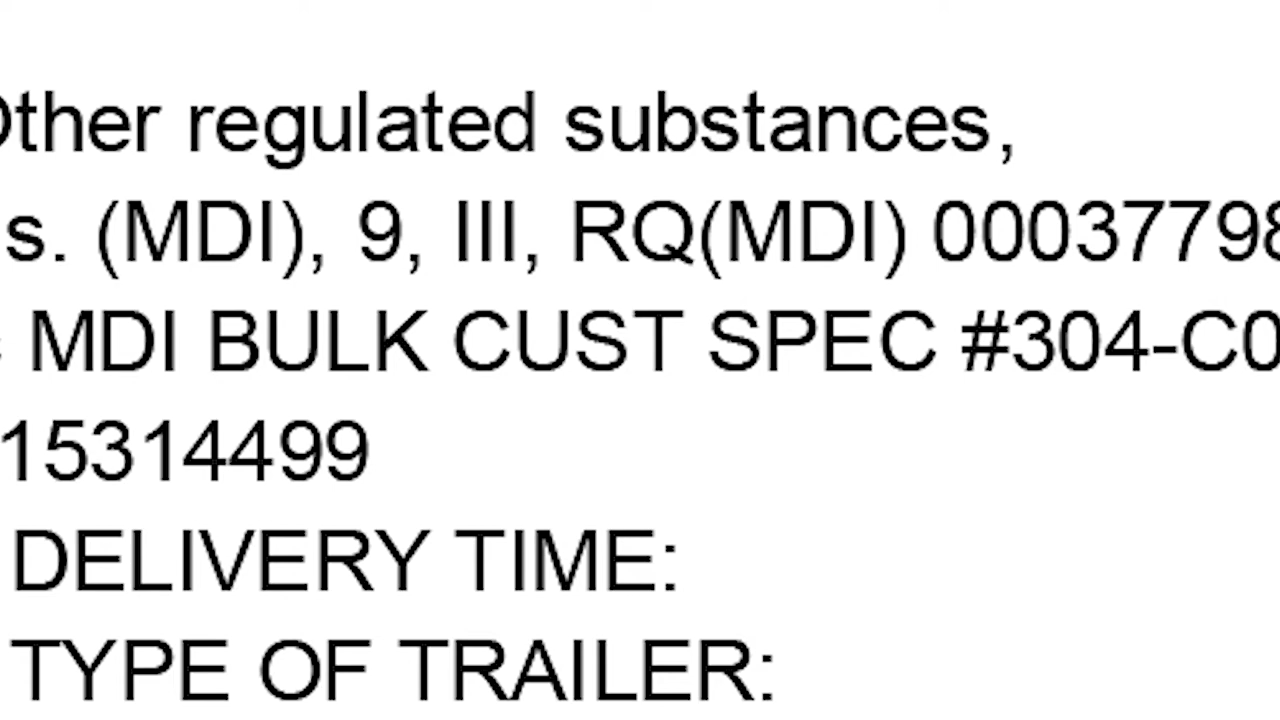 Other regulated substances,
s. (MDI), 9, III, RQ(MDI) 00037798
MDI BULK CUST SPEC #304-C0
15314499
DELIVERY TIME:
TYPE OF TRAILER: